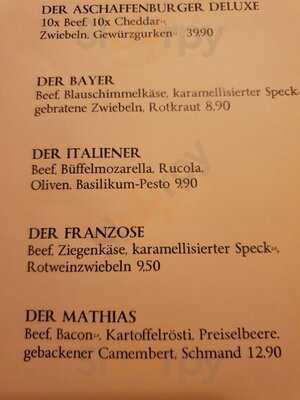 DER ASCHAFFENBURGER DELUXE
10x Beef, 10x Cheddar
Zwiebeln, Gewürzgurken 39,90
DER BAYER
Beef, Blauschimmelkäse, karamellisierter Speck
gebratene Zwiebeln, Rotkraut 8,90
DER ITALIENER
Beef, Büffelmozarella, Rucola,
Oliven, Basilikum-Pesto 9,90
DER FRANZOSE
Beef, Ziegenkäse, karamellisierter Speck
Rotweinzwiebeln 9,50
DER MATHIAS
Beef, Bacon, Kartoffelrösti, Preiselbeere,
gebackener Camembert, Schmand 12,90